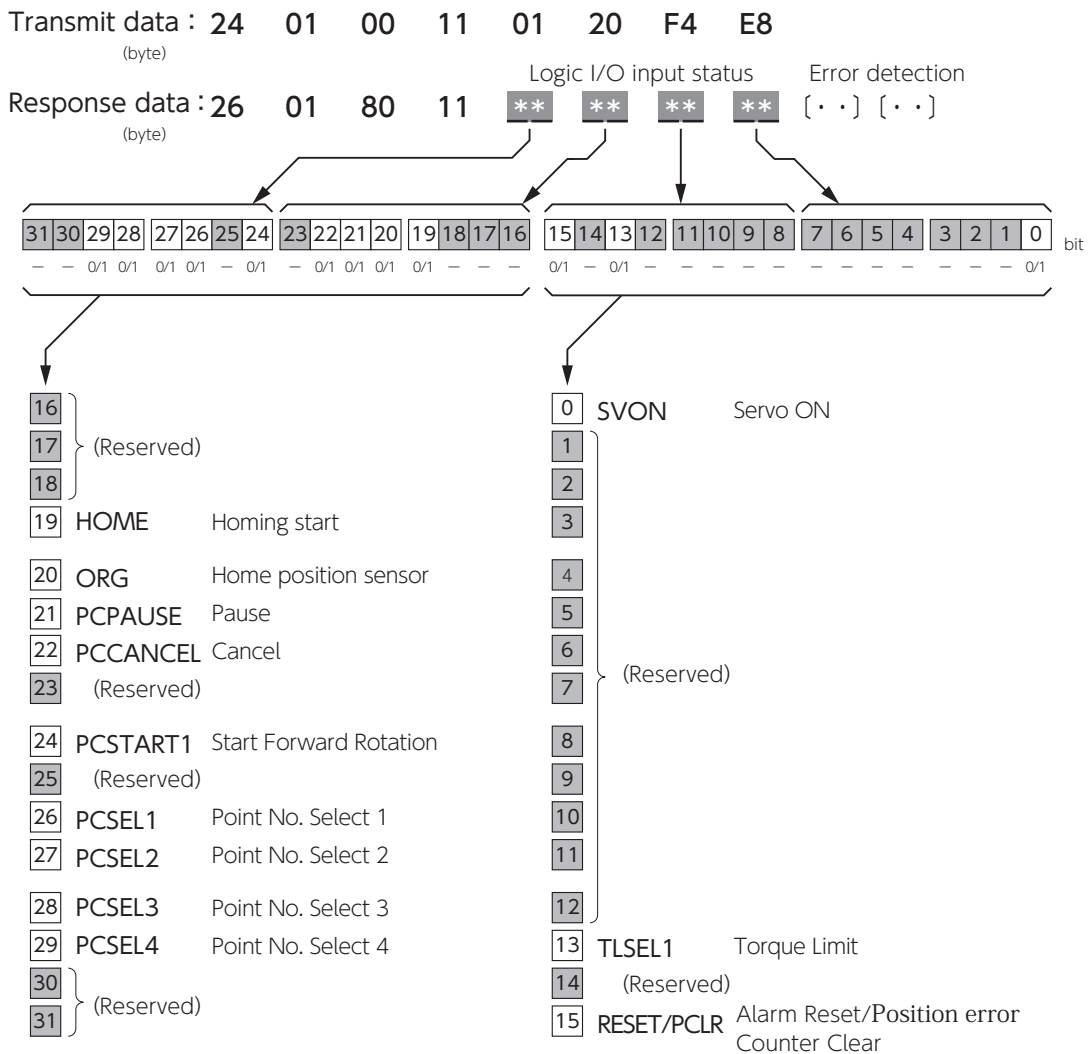 Transmit data : 24 01 00 11 01 20 F4 E8
(byte)
Logic I/O input status Error detection
Response data : 26 01 80 11 ** ** ** ** [・・] [・・]
(byte)
31 30 29 28 27 26 25 24 23 22 21 20 19 18 17 16 15 14 13 12 11 10 9 8 7 6 5 4 3 2 1 0 bit
— — 0/1 0/1 0/1 0/1 — 0/1 — 0/1 0/1 0/1 0/1 — — — 0/1 — 0/1 — — — — — — — — — — — — 0/1
16
17 (Reserved)
18
19 HOME Homing start
20 ORG Home position sensor
21 PCPAUSE Pause
22 PCCANCEL Cancel
23 (Reserved)
24 PCSTART1 Start Forward Rotation
25 (Reserved)
26 PCSEL1 Point No. Select 1
27 PCSEL2 Point No. Select 2
28 PCSEL3 Point No. Select 3
29 PCSEL4 Point No. Select 4
30
31 (Reserved)
0 SVON Servo ON
1
2
3
4
5
6
7 (Reserved)
8
9
10
11
12
13 TLSEL1 Torque Limit
14 (Reserved)
15 RESET/PCLR Alarm Reset/Position error
Counter Clear